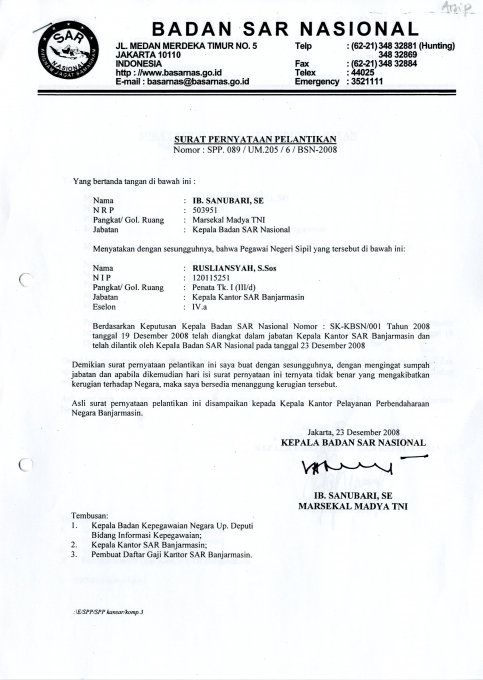 Arsip
BADAN SAR NASIONAL
JL. MEDAN MERDEKA TIMUR NO. 5 Telp : (62-21) 348 32881 (Hunting)
JAKARTA 10110 348 32869
INDONESIA Fax : (62-21) 348 32884
http : //www.basarnas.go.id Telex : 44025
E-mail : basarnas@basarnas.go.id Emergency : 3521111
SAR
NASIONAL
SURAT PERNYATAAN PELANTIKAN
Nomor : SPP. 089 / UM.205 / 6 / BSN-2008
Yang bertanda tangan di bawah ini :
Nama : IB. SANUBARI, SE
N R P : 503951
Pangkat/ Gol. Ruang : Marsekal Madya TNI
Jabatan : Kepala Badan SAR Nasional
Menyatakan dengan sesungguhnya, bahwa Pegawai Negeri Sipil yang tersebut di bawah ini:
Nama : RUSLIANSYAH, S.Sos
N I P : 120115251
Pangkat/ Gol. Ruang : Penata Tk. I (III/d)
Jabatan : Kepala Kantor SAR Banjarmasin
Eselon : IV.a
Berdasarkan Keputusan Kepala Badan SAR Nasional Nomor : SK-KBSN/001 Tahun 2008
tanggal 19 Desember 2008 telah diangkat dalam jabatan Kepala Kantor SAR Banjarmasin dan
telah dilantik oleh Kepala Badan SAR Nasional pada tanggal 23 Desember 2008
Demikian surat pernyataan ini saya buat dengan sesungguhnya, dengan mengingat sumpah
jabatan dan apabila dikemudian hari isi surat pernyataan ini ternyata tidak benar yang mengakibatkan
kerugian terhadap Negara, maka saya bersedia menanggung kerugian tersebut.
Asli surat pernyataan pelantikan ini disampaikan kepada Kepala Kantor Pelayanan Perbendaharaan
Negara Banjarmasin.
Jakarta, 23 Desember 2008
KEPALA BADAN SAR NASIONAL
IB. SANUBARI, SE
MARSEKAL MADYA TNI
Tembusan:
1. Kepala Badan Kepegawaian Negara Up. Deputi
Bidang Informasi Kepegawaian;
2. Kepala Kantor SAR Banjarmasin;
3. Pembuat Daftar Gaji Kantor SAR Banjarmasin.
:\E/SPP/SPP kansar/komp.3